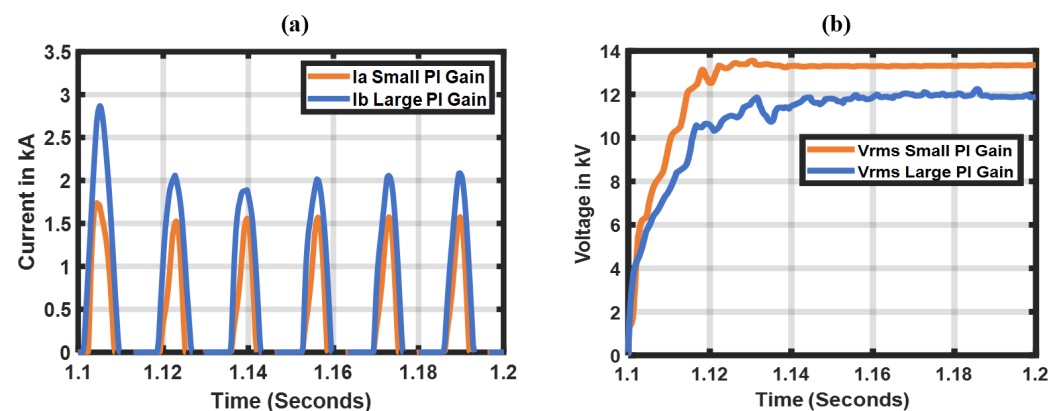 (a)
Current in kA
3.5
3
2.5
2
1.5
1
0.5
0
Ia Small PI Gain
Ib Large PI Gain
1.1
1.12
1.14
1.16
1.18
1.2
Time (Seconds)
(b)
Voltage in kV
14
12
10
8
6
4
2
0
Vrms Small PI Gain
Vrms Large PI Gain
1.1
1.12
1.14
1.16
1.18
1.2
Time (Seconds)